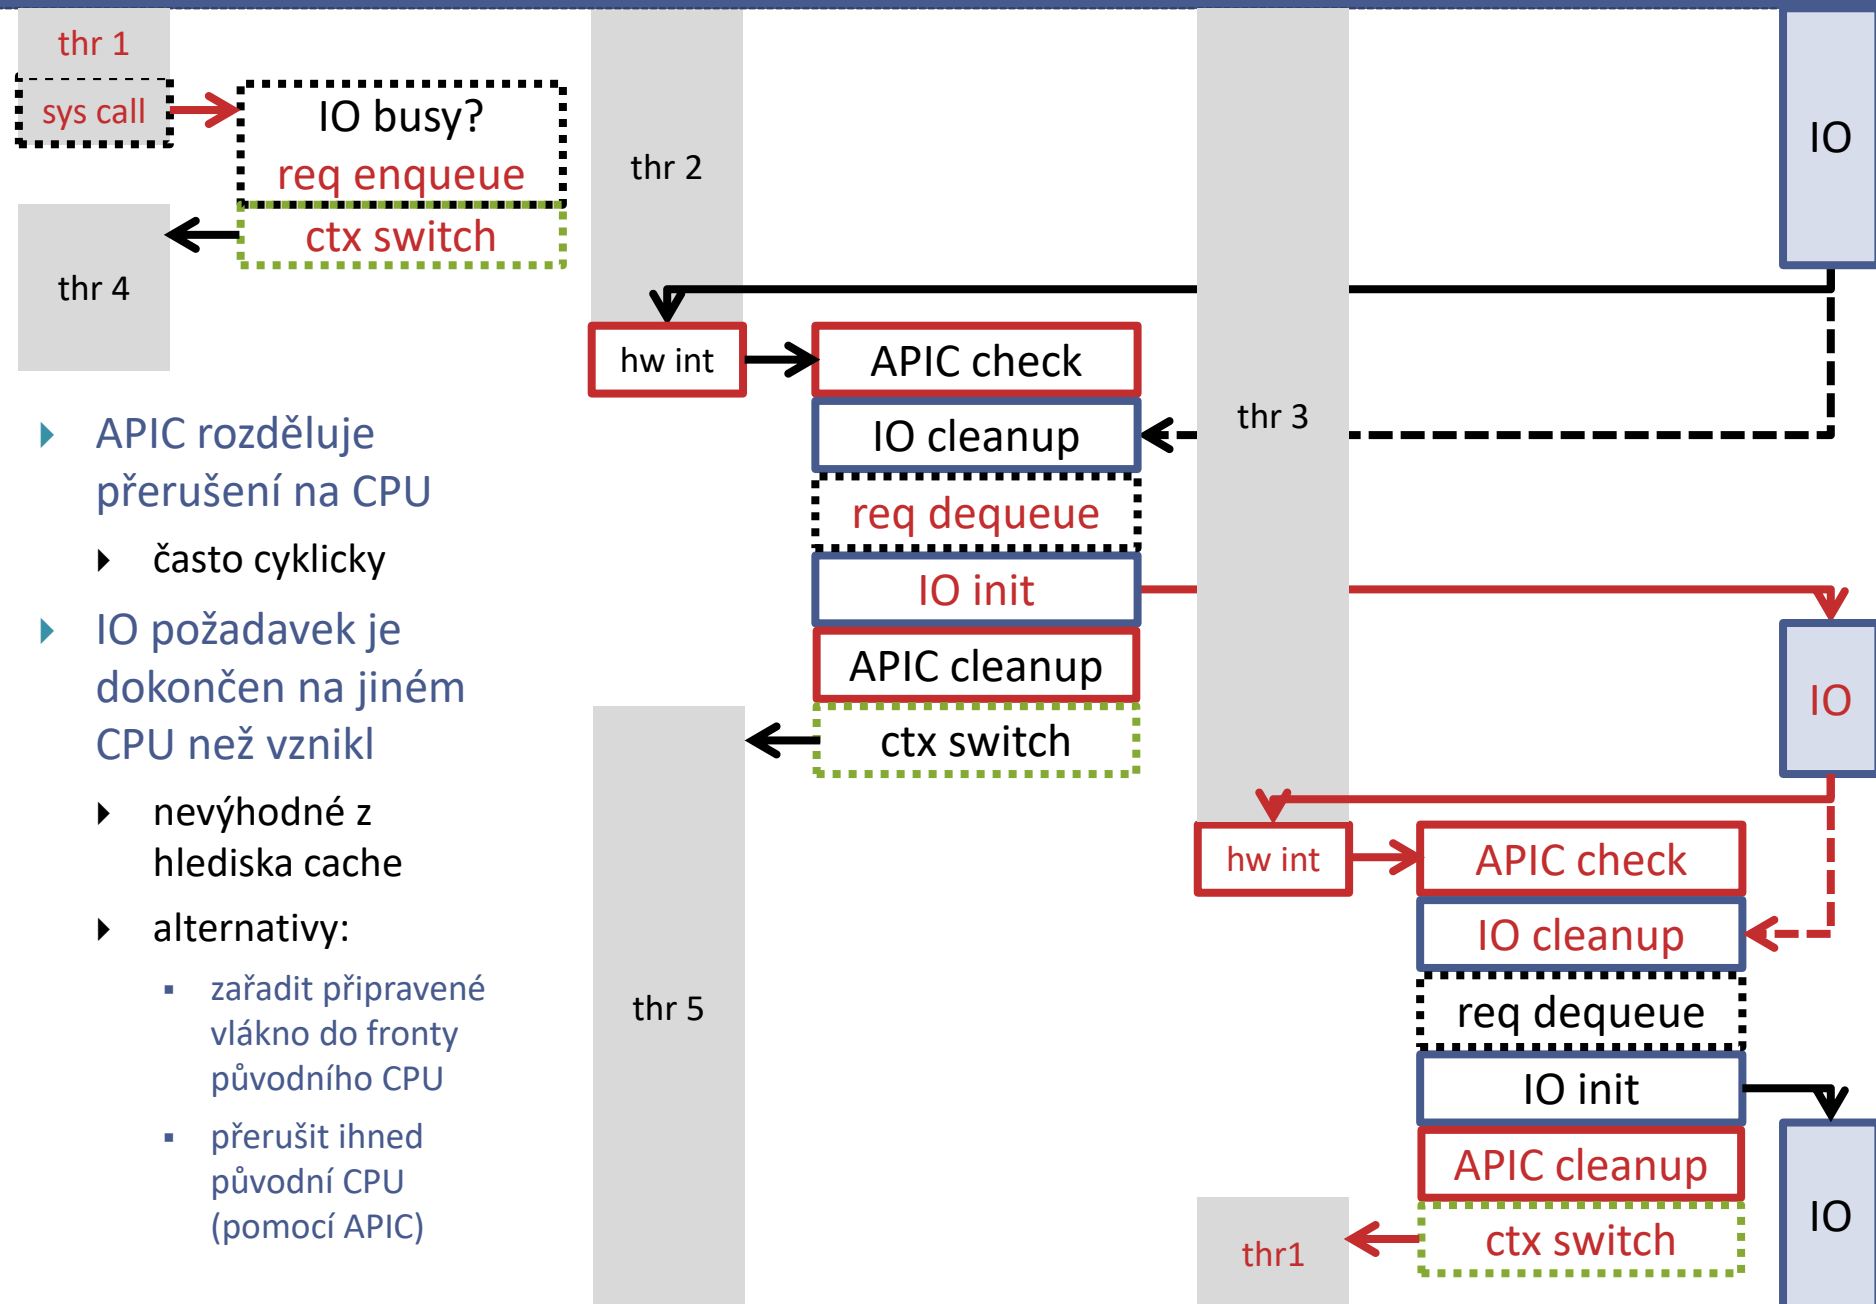 thr 1
sys call
IO busy?
req enqueue
ctx switch
thr 4
thr 2
IO
hw int
APIC check
IO cleanup
req dequeue
IO init
APIC cleanup
ctx switch
thr 3
IO
thr 5
hw int
APIC check
IO cleanup
req dequeue
IO init
APIC cleanup
ctx switch
thr1
IO
APIC rozděluje
přerušení na CPU
často cyklicky
IO požadavek je
dokončen na jiném
CPU než vznikl
nevýhodné z
hlediska cache
alternativy:
zařadit připravené
vlákno do fronty
původního CPU
přerušit ihned
původní CPU
(pomocí APIC)